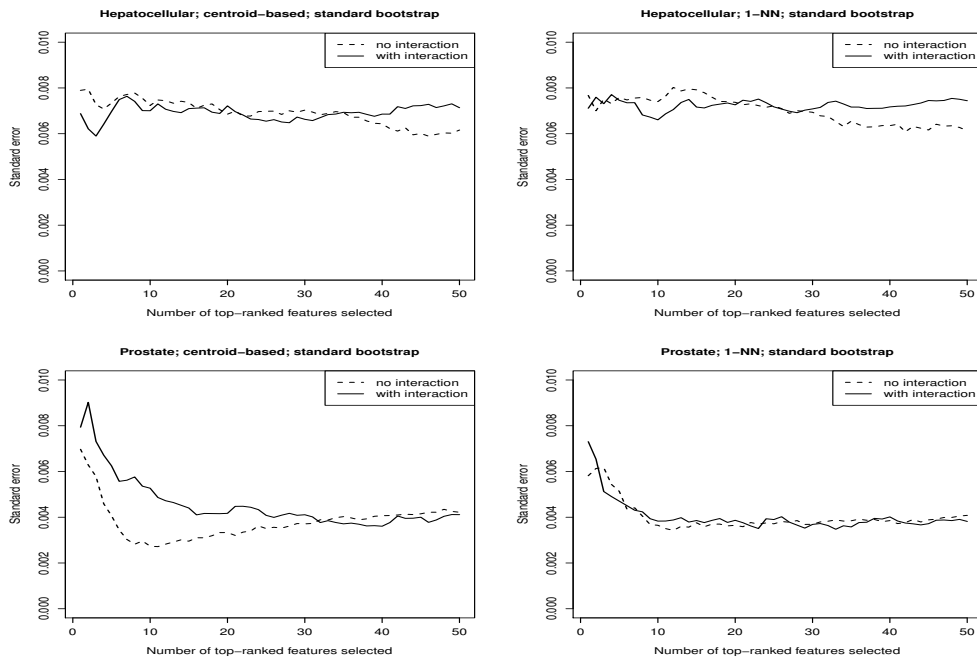 Hepatocellular; centroid−based; standard bootstrap
no interaction
with interaction
Standard error
0.010
0.008
0.006
0.004
0.002
0.000
0 10 20 30 40 50
Number of top−ranked features selected
Hepatocellular; 1−NN; standard bootstrap
no interaction
with interaction
Standard error
0.010
0.008
0.006
0.004
0.002
0.000
0 10 20 30 40 50
Number of top−ranked features selected
Prostate; centroid−based; standard bootstrap
no interaction
with interaction
Standard error
0.010
0.008
0.006
0.004
0.002
0.000
0 10 20 30 40 50
Number of top−ranked features selected
Prostate; 1−NN; standard bootstrap
no interaction
with interaction
Standard error
0.010
0.008
0.006
0.004
0.002
0.000
0 10 20 30 40 50
Number of top−ranked features selected